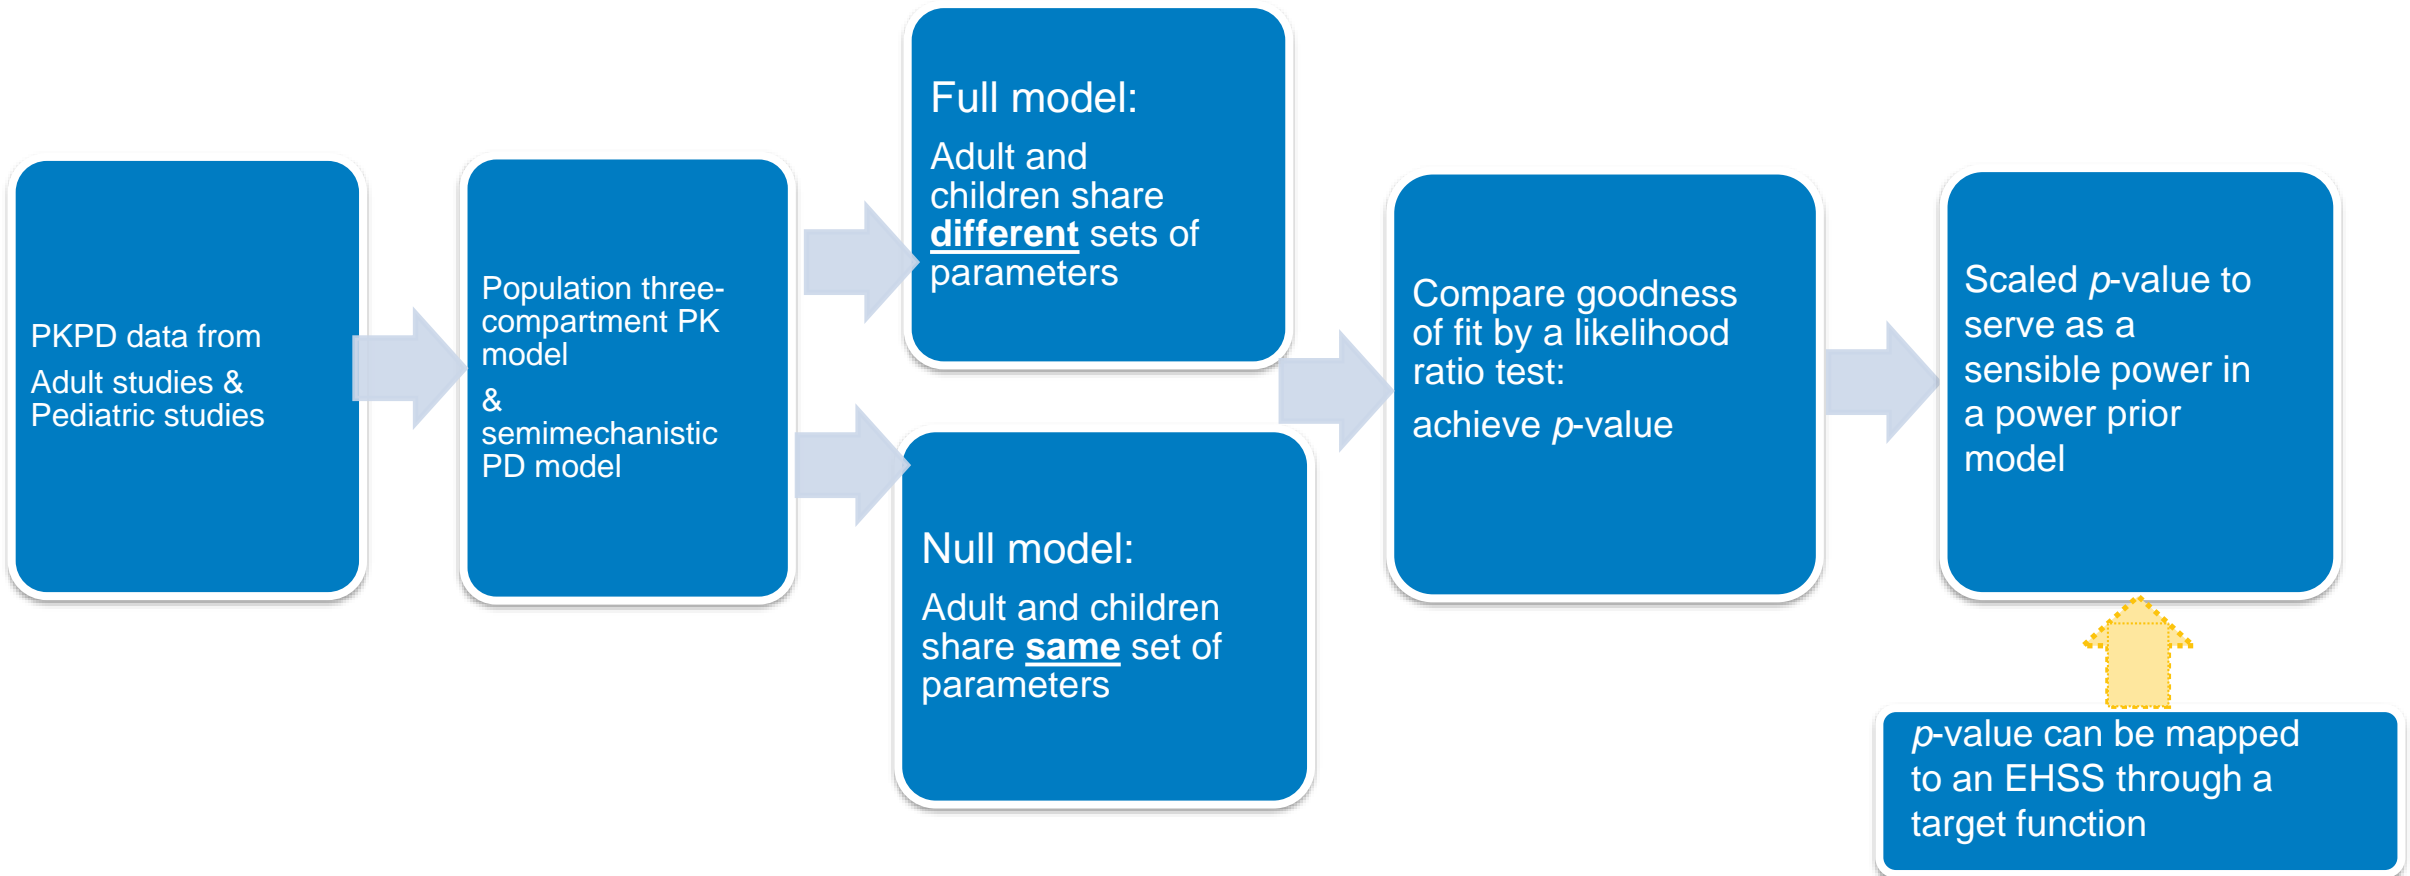 PKPD data from
Adult studies &
Pediatric studies
Population three-
compartment PK
model
&
semimechanistic
PD model
Full model:
Adult and
children share
different sets of
parameters
Null model:
Adult and children
share same set of
parameters
Compare goodness
of fit by a likelihood
ratio test:
achieve p-value
Scaled p-value to
serve as a
sensible power in
a power prior
model
p-value can be mapped
to an EHSS through a
target function